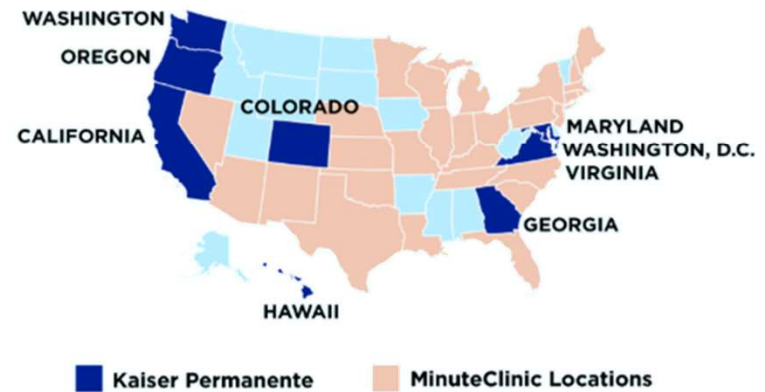 WASHINGTON
OREGON
COLORADO
CALIFORNIA
MARYLAND
WASHINGTON, D.C.
VIRGINIA
GEORGIA
HAWAII
Kaiser Permanente
MinuteClinic Locations